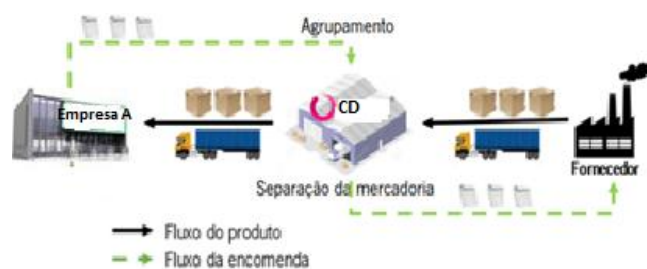 Agrupamento
Empresa A
CD
Fornecedor
Separação da mercadoria
Fluxo do produto
Fluxo da encomenda